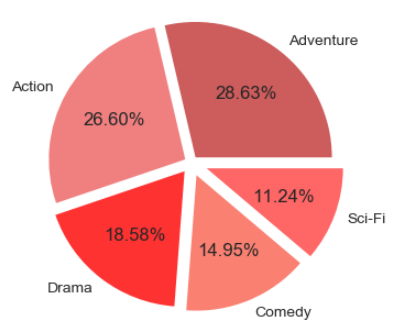 Adventure
28.63%
Action
26.60%
11.24%
Sci-Fi
18.58%
14.95%
Drama
Comedy